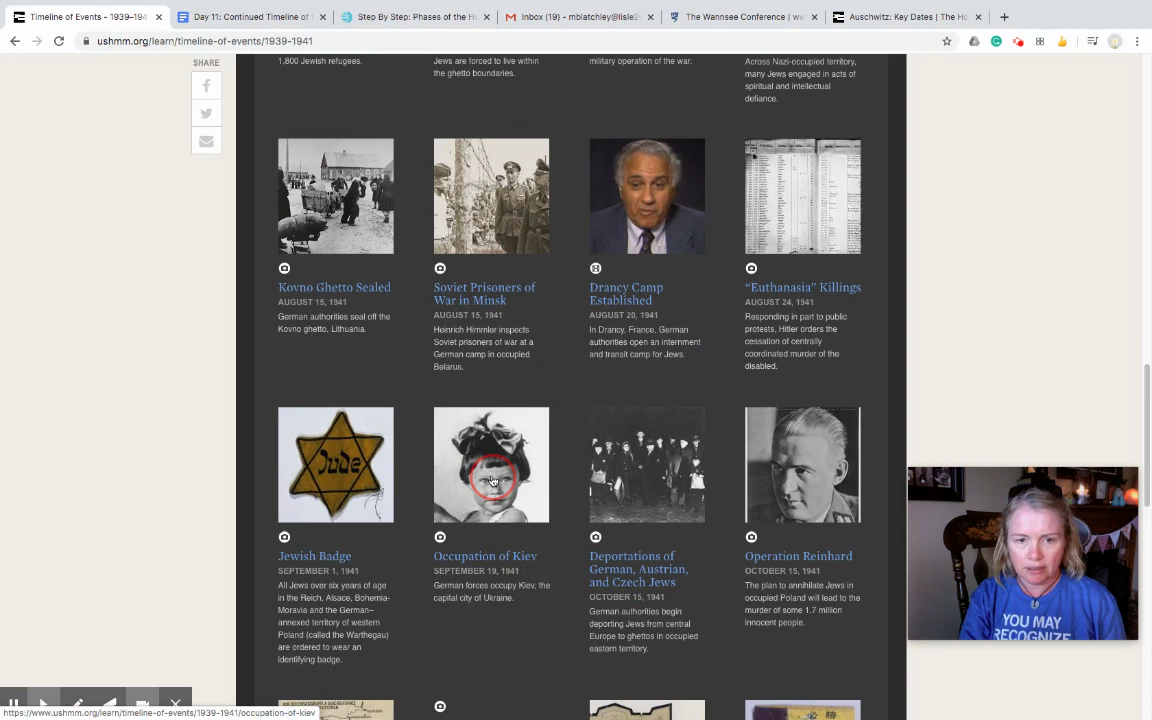 Timeline of Events - 1939–194
Day 11: Continued Timeline of t
Step By Step: Phases of the Ho
Inbox (19) - mblatchley@lisle2
The Wannsee Conference | ww
Auschwitz: Key Dates | The Ho
ushmm.org/learn/timeline-of-events/1939-1941
SHARE
1,800 Jewish refugees.
Jews are forced to live within
the ghetto boundaries.
military operation of the war.
Across Nazi-occupied territory,
many Jews engaged in acts of
spiritual and intellectual
defiance.
Kovno Ghetto Sealed
AUGUST 15, 1941
German authorities seal off the
Kovno ghetto, Lithuania.
Soviet Prisoners of
War in Minsk
AUGUST 15, 1941
Heinrich Himmler inspects
Soviet prisoners of war at a
German camp in occupied
Belarus.
Drancy Camp
Established
AUGUST 20, 1941
In Drancy, France, German
authorities open an internment
and transit camp for Jews.
“Euthanasia” Killings
AUGUST 24, 1941
Responding in part to public
protests, Hitler orders the
cessation of centrally
coordinated murder of the
disabled.
Jude
Jewish Badge
SEPTEMBER 1, 1941
All Jews over six years of age
in the Reich, Alsace, Bohemia-
Moravia and the German–
annexed territory of western
Poland (called the Warthegau)
are ordered to wear an
identifying badge.
Occupation of Kiev
SEPTEMBER 19, 1941
German forces occupy Kiev, the
capital city of Ukraine.
Deportations of
German, Austrian,
and Czech Jews
OCTOBER 15, 1941
German authorities begin
deporting Jews from central
Europe to ghettos in occupied
eastern territory.
Operation Reinhard
OCTOBER 15, 1941
The plan to annihilate Jews in
occupied Poland will lead to the
murder of some 1.7 million
innocent people.
YOU MAY
RECOGNIZE
https://www.ushmm.org/learn/timeline-of-events/1939-1941/occupation-of-kiev